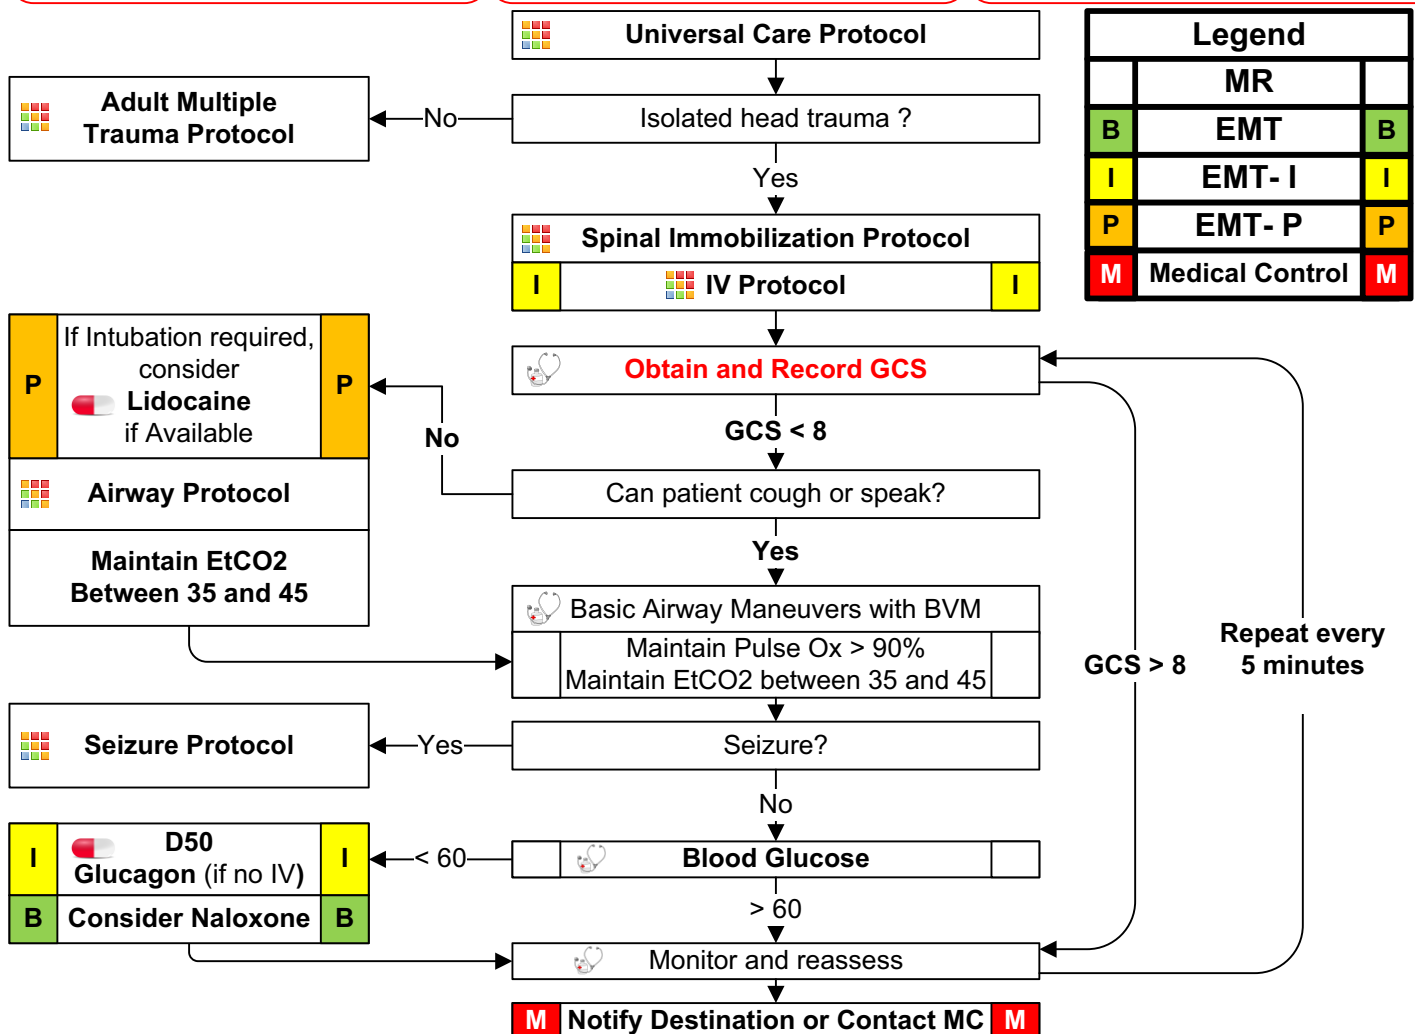 Universal Care Protocol
Legend
MR
B EMT B
I EMT- I I
P EMT- P P
M Medical Control M
Adult Multiple
Trauma Protocol
No
Isolated head trauma ?
Yes
Spinal Immobilization Protocol
I IV Protocol I
If Intubation required,
consider
P Lidocaine P
if Available
Airway Protocol
Maintain EtCO2
Between 35 and 45
Obtain and Record GCS
GCS < 8
No
Can patient cough or speak?
Yes
Basic Airway Maneuvers with BVM
Maintain Pulse Ox > 90%
Maintain EtCO2 between 35 and 45
GCS > 8
Repeat every
5 minutes
Seizure Protocol
Yes
Seizure?
No
I D50 I
Glucagon (if no IV)
B Consider Naloxone B
< 60
Blood Glucose
> 60
Monitor and reassess
M Notify Destination or Contact MC M